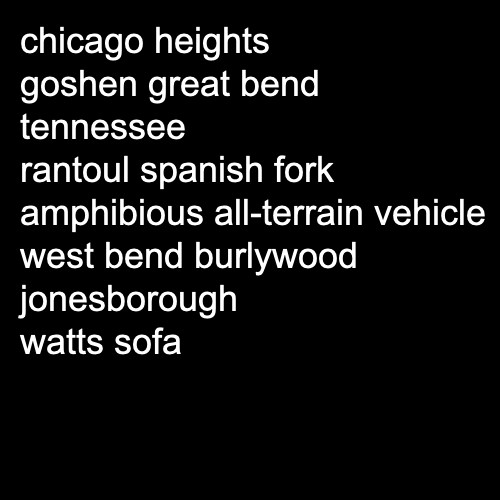 chicago heights
goshen great bend
tennessee
rantoul spanish fork
amphibious all-terrain vehicle
west bend burlywood
jonesborough
watts sofa